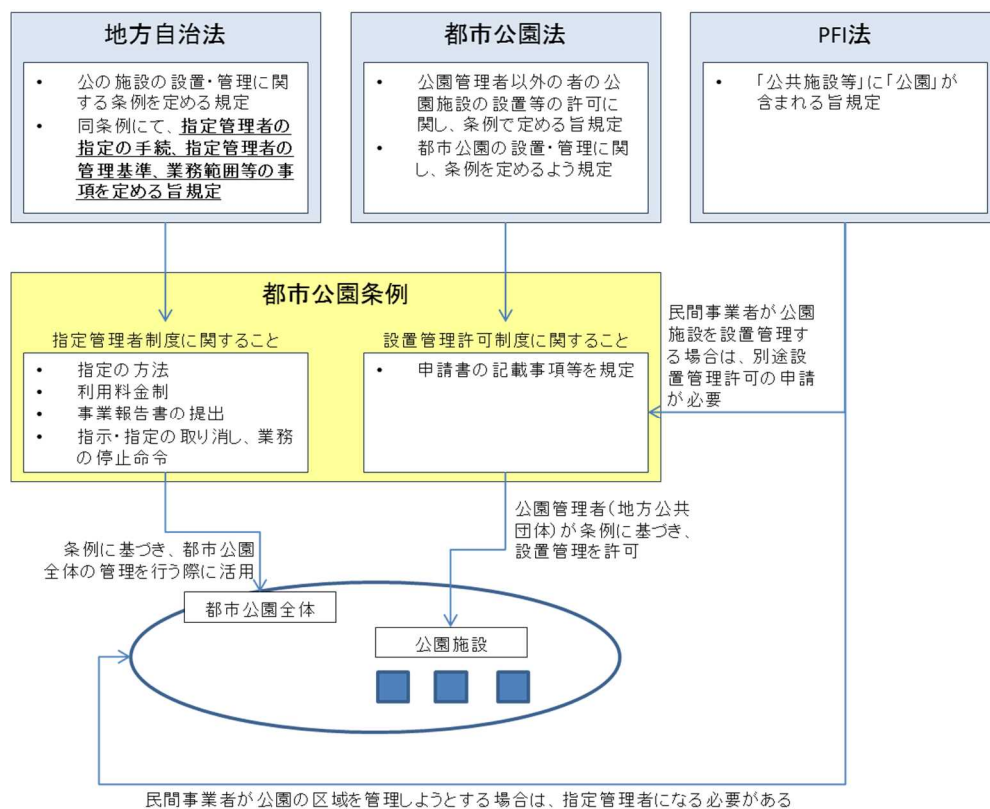 地方自治法
• 公の施設の設置・管理に関
する条例を定める規定
• 同条例にて、指定管理者の
指定の手続、指定管理者の
管理基準、業務範囲等の事
項を定める旨規定
都市公園法
• 公園管理者以外の者の公
園施設の設置等の許可に
関し、条例で定める旨規定
• 都市公園の設置・管理に関
し、条例を定めるよう規定
PFI法
• 「公共施設等」に「公園」が
含まれる旨規定
都市公園条例
指定管理者制度に関すること
• 指定の方法
• 利用料金制
• 事業報告書の提出
• 指示・指定の取り消し、業務
の停止命令
設置管理許可制度に関すること
• 申請書の記載事項等を規定
民間事業者が公園
施設を設置管理す
る場合は、別途設
置管理許可の申請
が必要
条例に基づき、都市公園
全体の管理を行う際に活用
公園管理者(地方公共
団体)が条例に基づき、
設置管理を許可
都市公園全体
公園施設
民間事業者が公園の区域を管理しようとする場合は、指定管理者になる必要がある